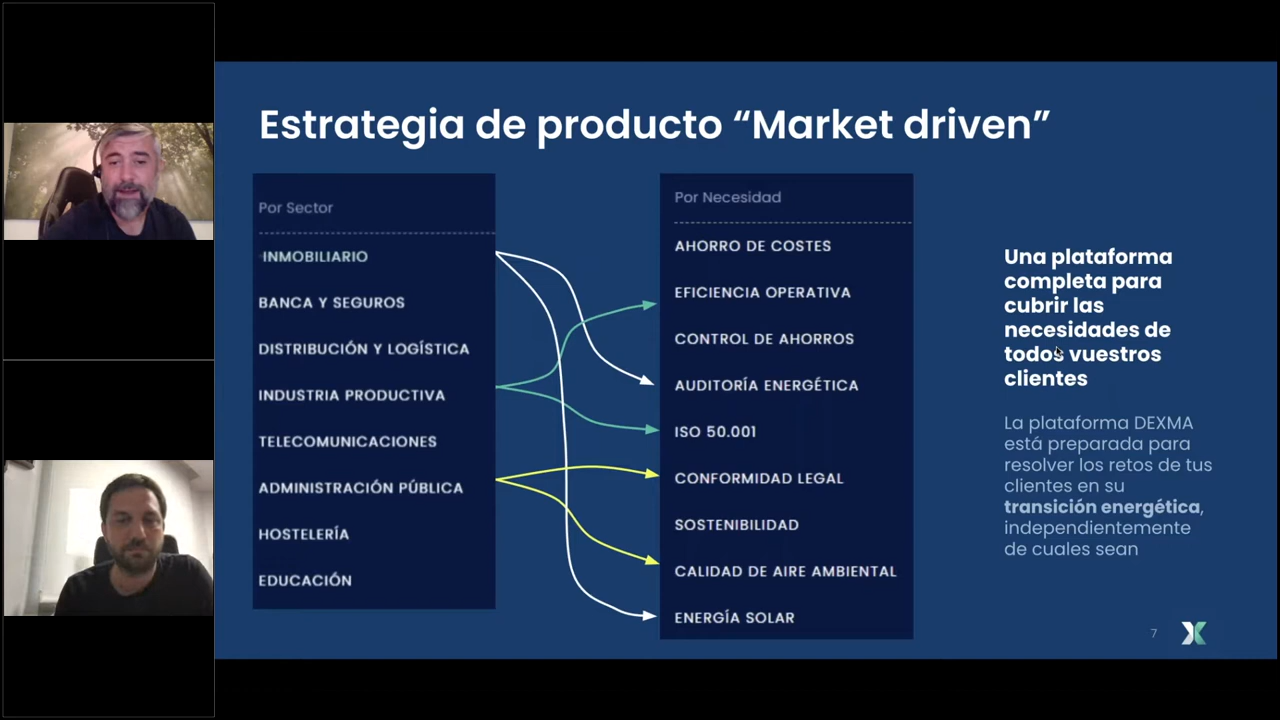 Estrategia de producto “Market driven”
Por Sector
INMOBILIARIO
BANCA Y SEGUROS
DISTRIBUCIÓN Y LOGÍSTICA
INDUSTRIA PRODUCTIVA
TELECOMUNICACIONES
ADMINISTRACIÓN PÚBLICA
HOSTELERÍA
EDUCACIÓN
Por Necesidad
AHORRO DE COSTES
EFICIENCIA OPERATIVA
CONTROL DE AHORROS
AUDITORÍA ENERGÉTICA
ISO 50.001
CONFORMIDAD LEGAL
SOSTENIBILIDAD
CALIDAD DE AIRE AMBIENTAL
ENERGÍA SOLAR
Una plataforma
completa para
cubrir las
necesidades de
todos vuestros
clientes
La plataforma DEXMA
está preparada para
resolver los retos de tus
clientes en su
transición energética,
independientemente
de cuales sean
7